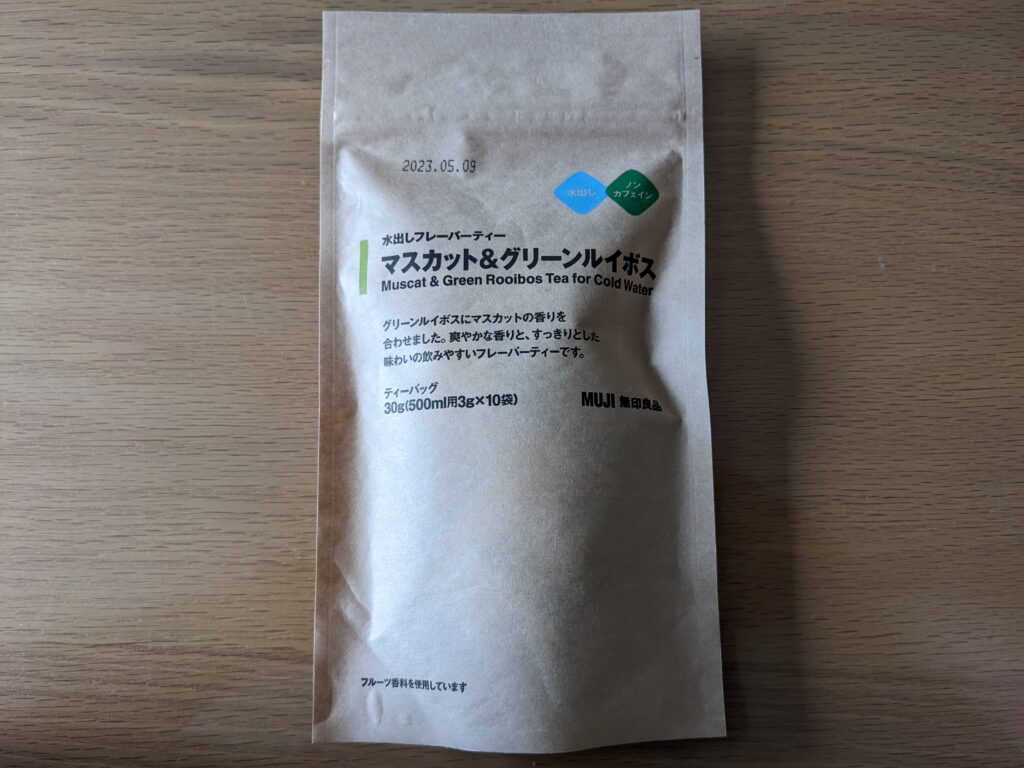 2023.05.09
水出し
ノン
カフェイン
水出しフレーバーティー
マスカット&グリーンルイボス
Muscat & Green Rooibos Tea for Cold Water
グリーンルイボスにマスカットの香りを
合わせました。爽やかな香りと、すっきりとした
味わいの飲みやすいフレーバーティーです。
ティーバッグ
30g(500ml用3g×10袋)
MUJI 無印良品
フルーツ香料を使用しています